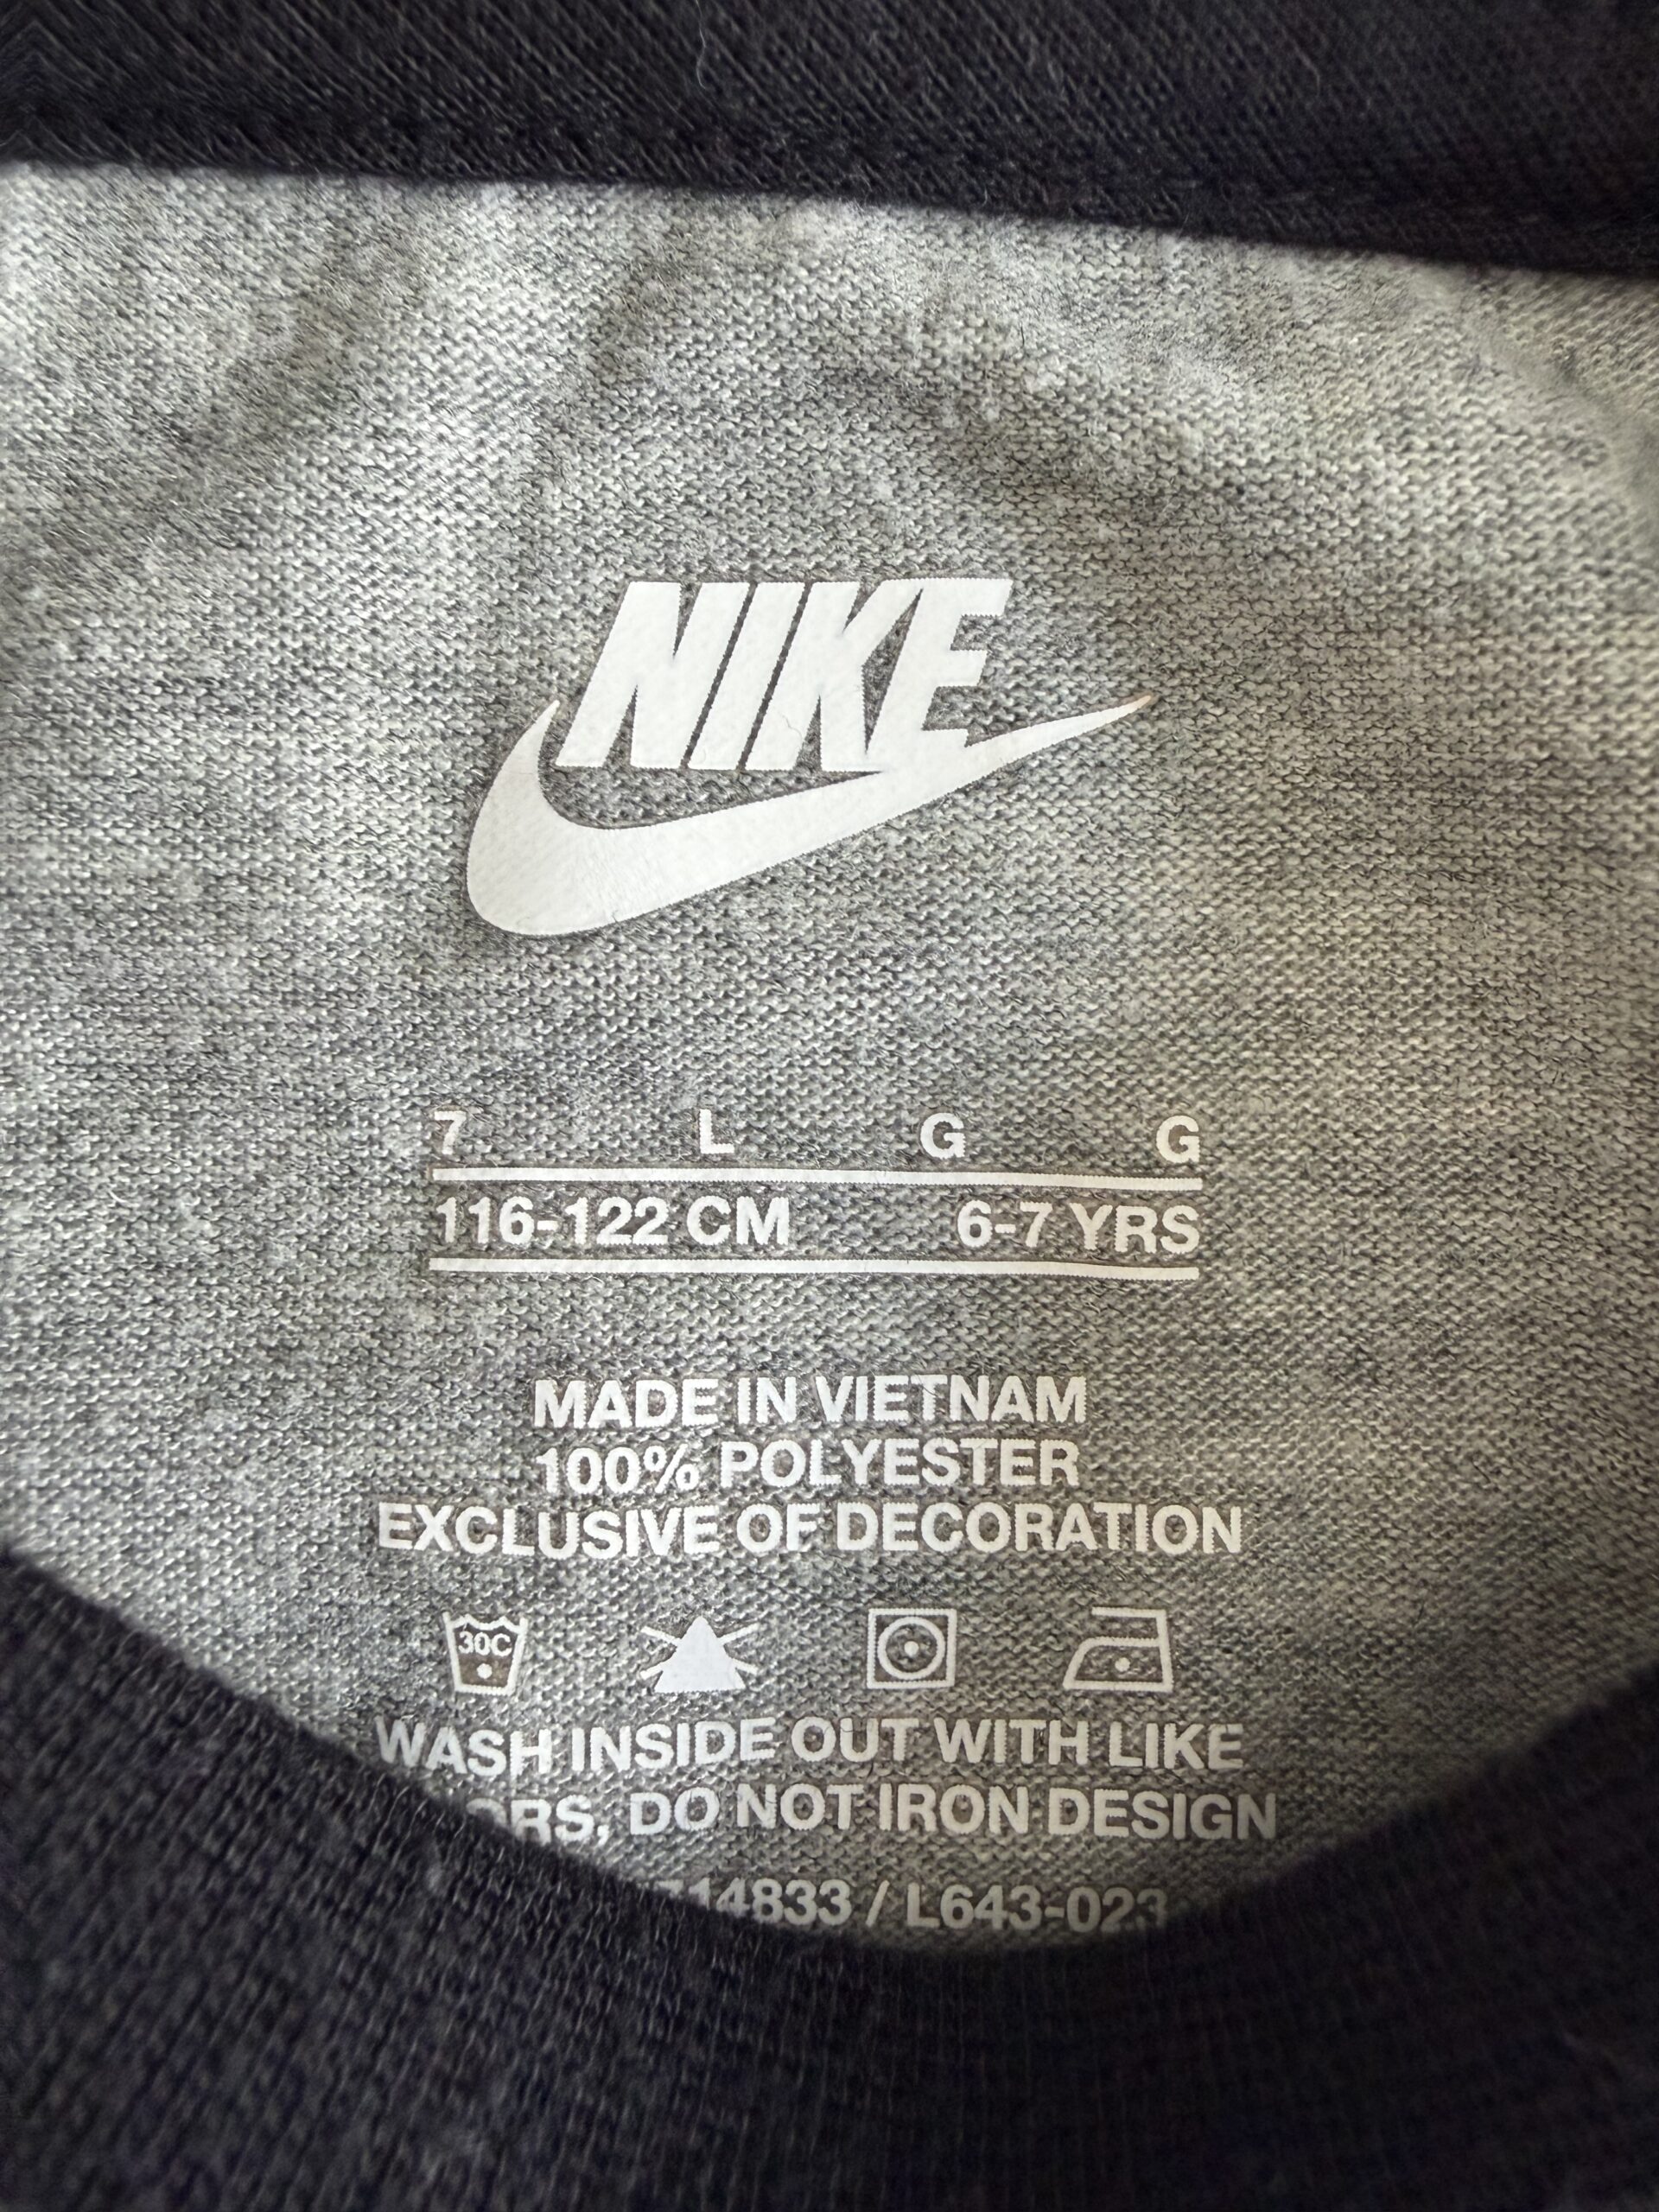 NIKE
7 L G G
116-122 CM 6-7 YRS
MADE IN VIETNAM
100% POLYESTER
EXCLUSIVE OF DECORATION
30C
WASH INSIDE OUT WITH LIKE
DO NOT IRON DESIGN
/ L643-023